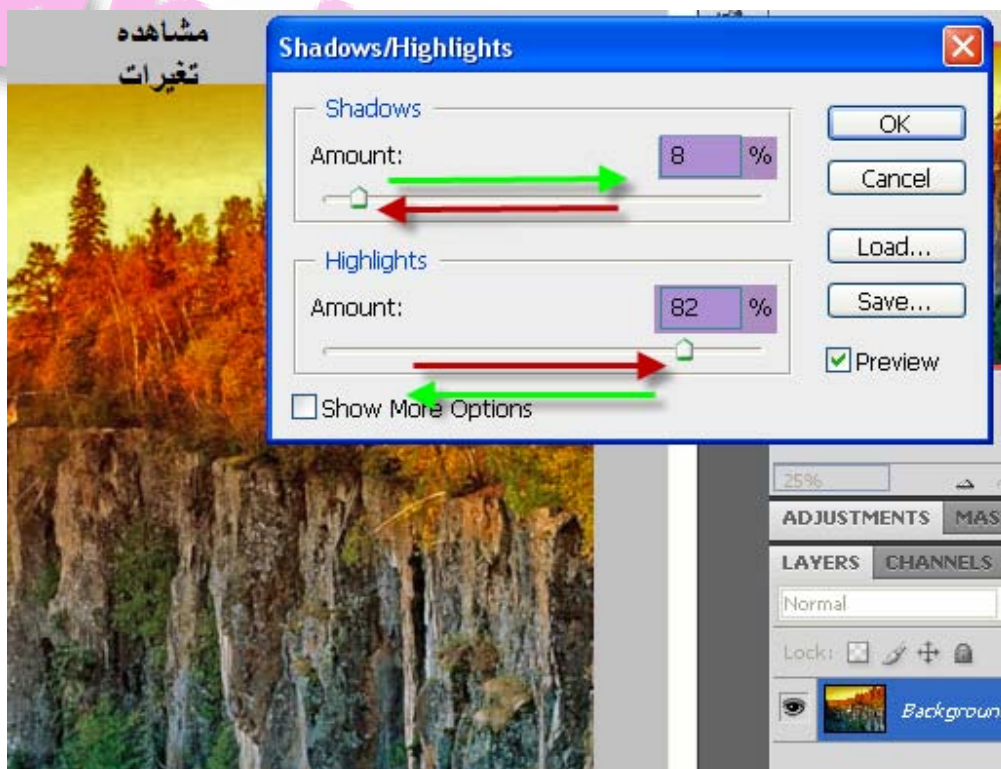 مشاهده
تغیرات
Shadows/Highlights
Shadows
Amount: 8 %
Highlights
Amount: 82 %
Show More Options
OK
Cancel
Load...
Save...
Preview
25%
ADJUSTMENTS MAS
LAYERS CHANNELS
Normal
Lock:
Backgroun